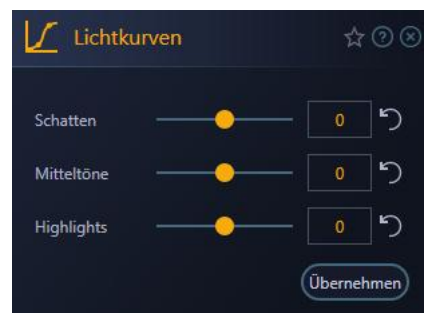 Lichtkurven
Schatten 0
Mitteltöne 0
Highlights 0
Übernehmen